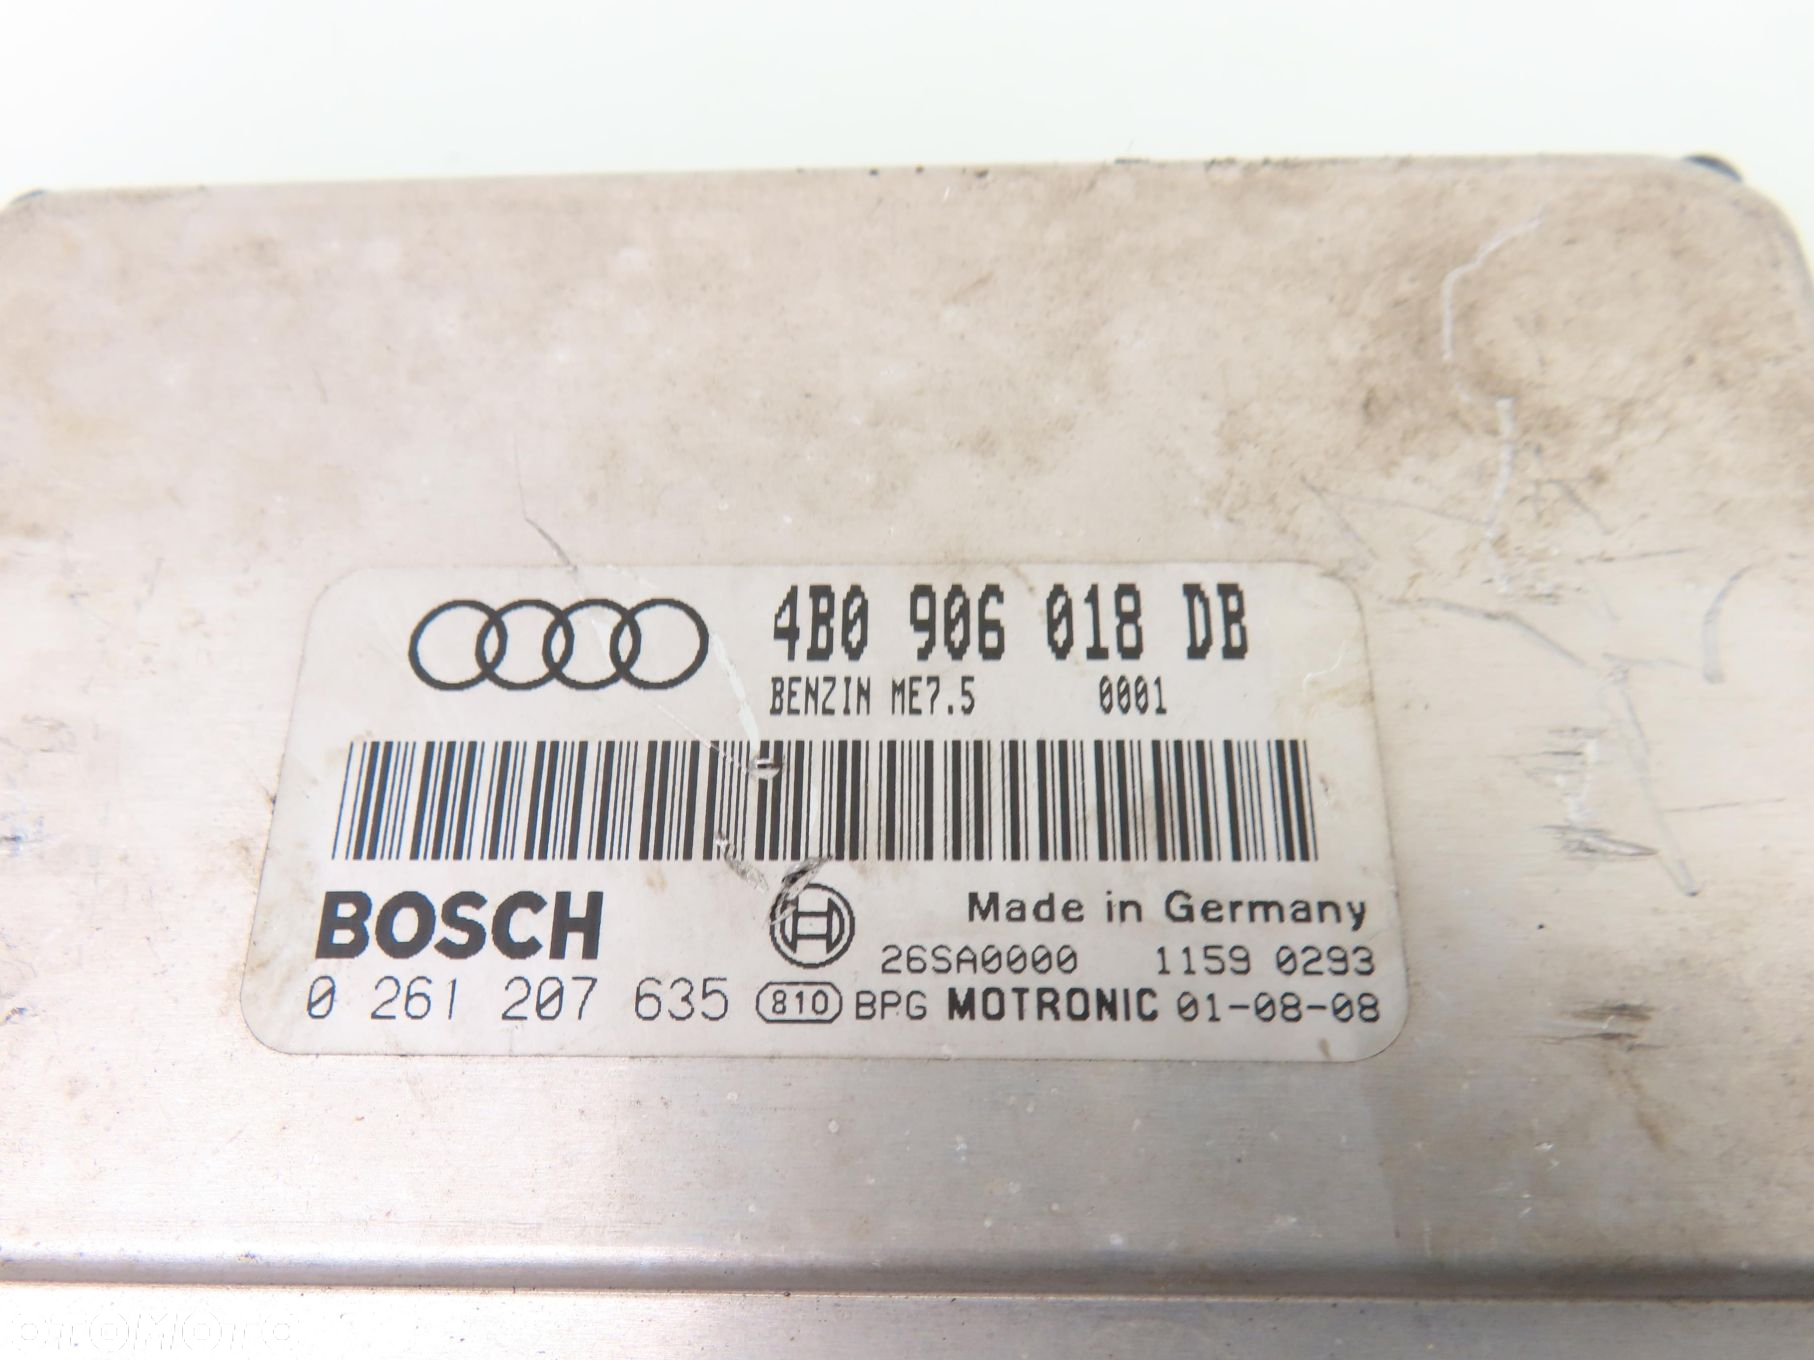 4B0 906 018 DB
BENZIN ME7.5 0001
BOSCH
Made in Germany
26SA0000 1159 0293
0 261 207 635 810 BPG MOTRONIC 01-08-08
OTOMOTO